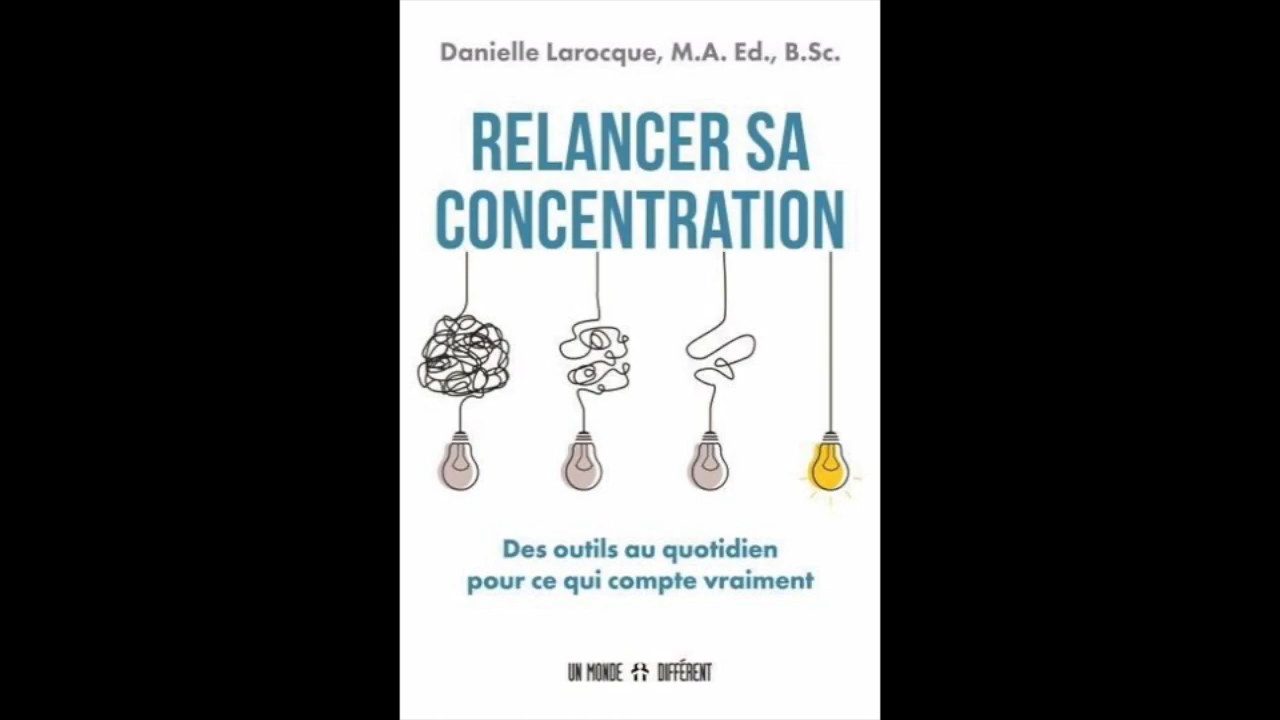 Danielle Larocque, M.A. Ed., B.Sc.
RELANCER SA
CONCENTRATION
Des outils au quotidien
pour ce qui compte vraiment
UN MONDE DIFFÉRENT